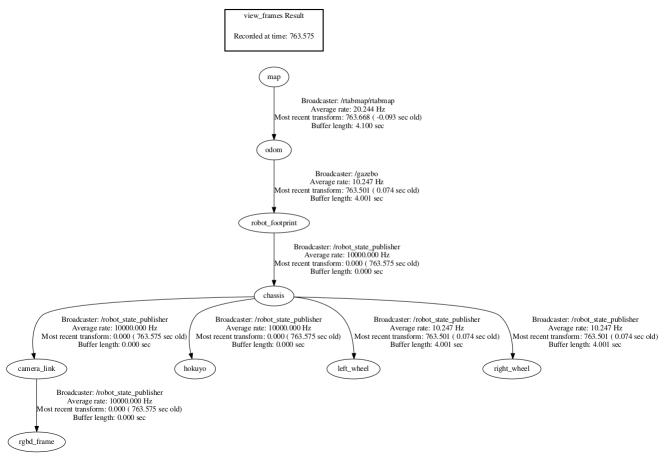 view_frames Result
Recorded at time: 763.575
map
Broadcaster: /rtabmap/rtabmap
Average rate: 20.244 Hz
Most recent transform: 763.668 ( -0.093 sec old)
Buffer length: 4.100 sec
odom
Broadcaster: /gazebo
Average rate: 10.247 Hz
Most recent transform: 763.501 ( 0.074 sec old)
Buffer length: 4.001 sec
robot_footprint
Broadcaster: /robot_state_publisher
Average rate: 10000.000 Hz
Most recent transform: 0.000 ( 763.575 sec old)
Buffer length: 0.000 sec
chassis
Broadcaster: /robot_state_publisher
Average rate: 10000.000 Hz
Most recent transform: 0.000 ( 763.575 sec old)
Buffer length: 0.000 sec
Broadcaster: /robot_state_publisher
Average rate: 10000.000 Hz
Most recent transform: 0.000 ( 763.575 sec old)
Buffer length: 0.000 sec
Broadcaster: /robot_state_publisher
Average rate: 10.247 Hz
Most recent transform: 763.501 ( 0.074 sec old)
Buffer length: 4.001 sec
Broadcaster: /robot_state_publisher
Average rate: 10.247 Hz
Most recent transform: 763.501 ( 0.074 sec old)
Buffer length: 4.001 sec
camera_link
hokuyo
left_wheel
right_wheel
Broadcaster: /robot_state_publisher
Average rate: 10000.000 Hz
Most recent transform: 0.000 ( 763.575 sec old)
Buffer length: 0.000 sec
rgbd_frame